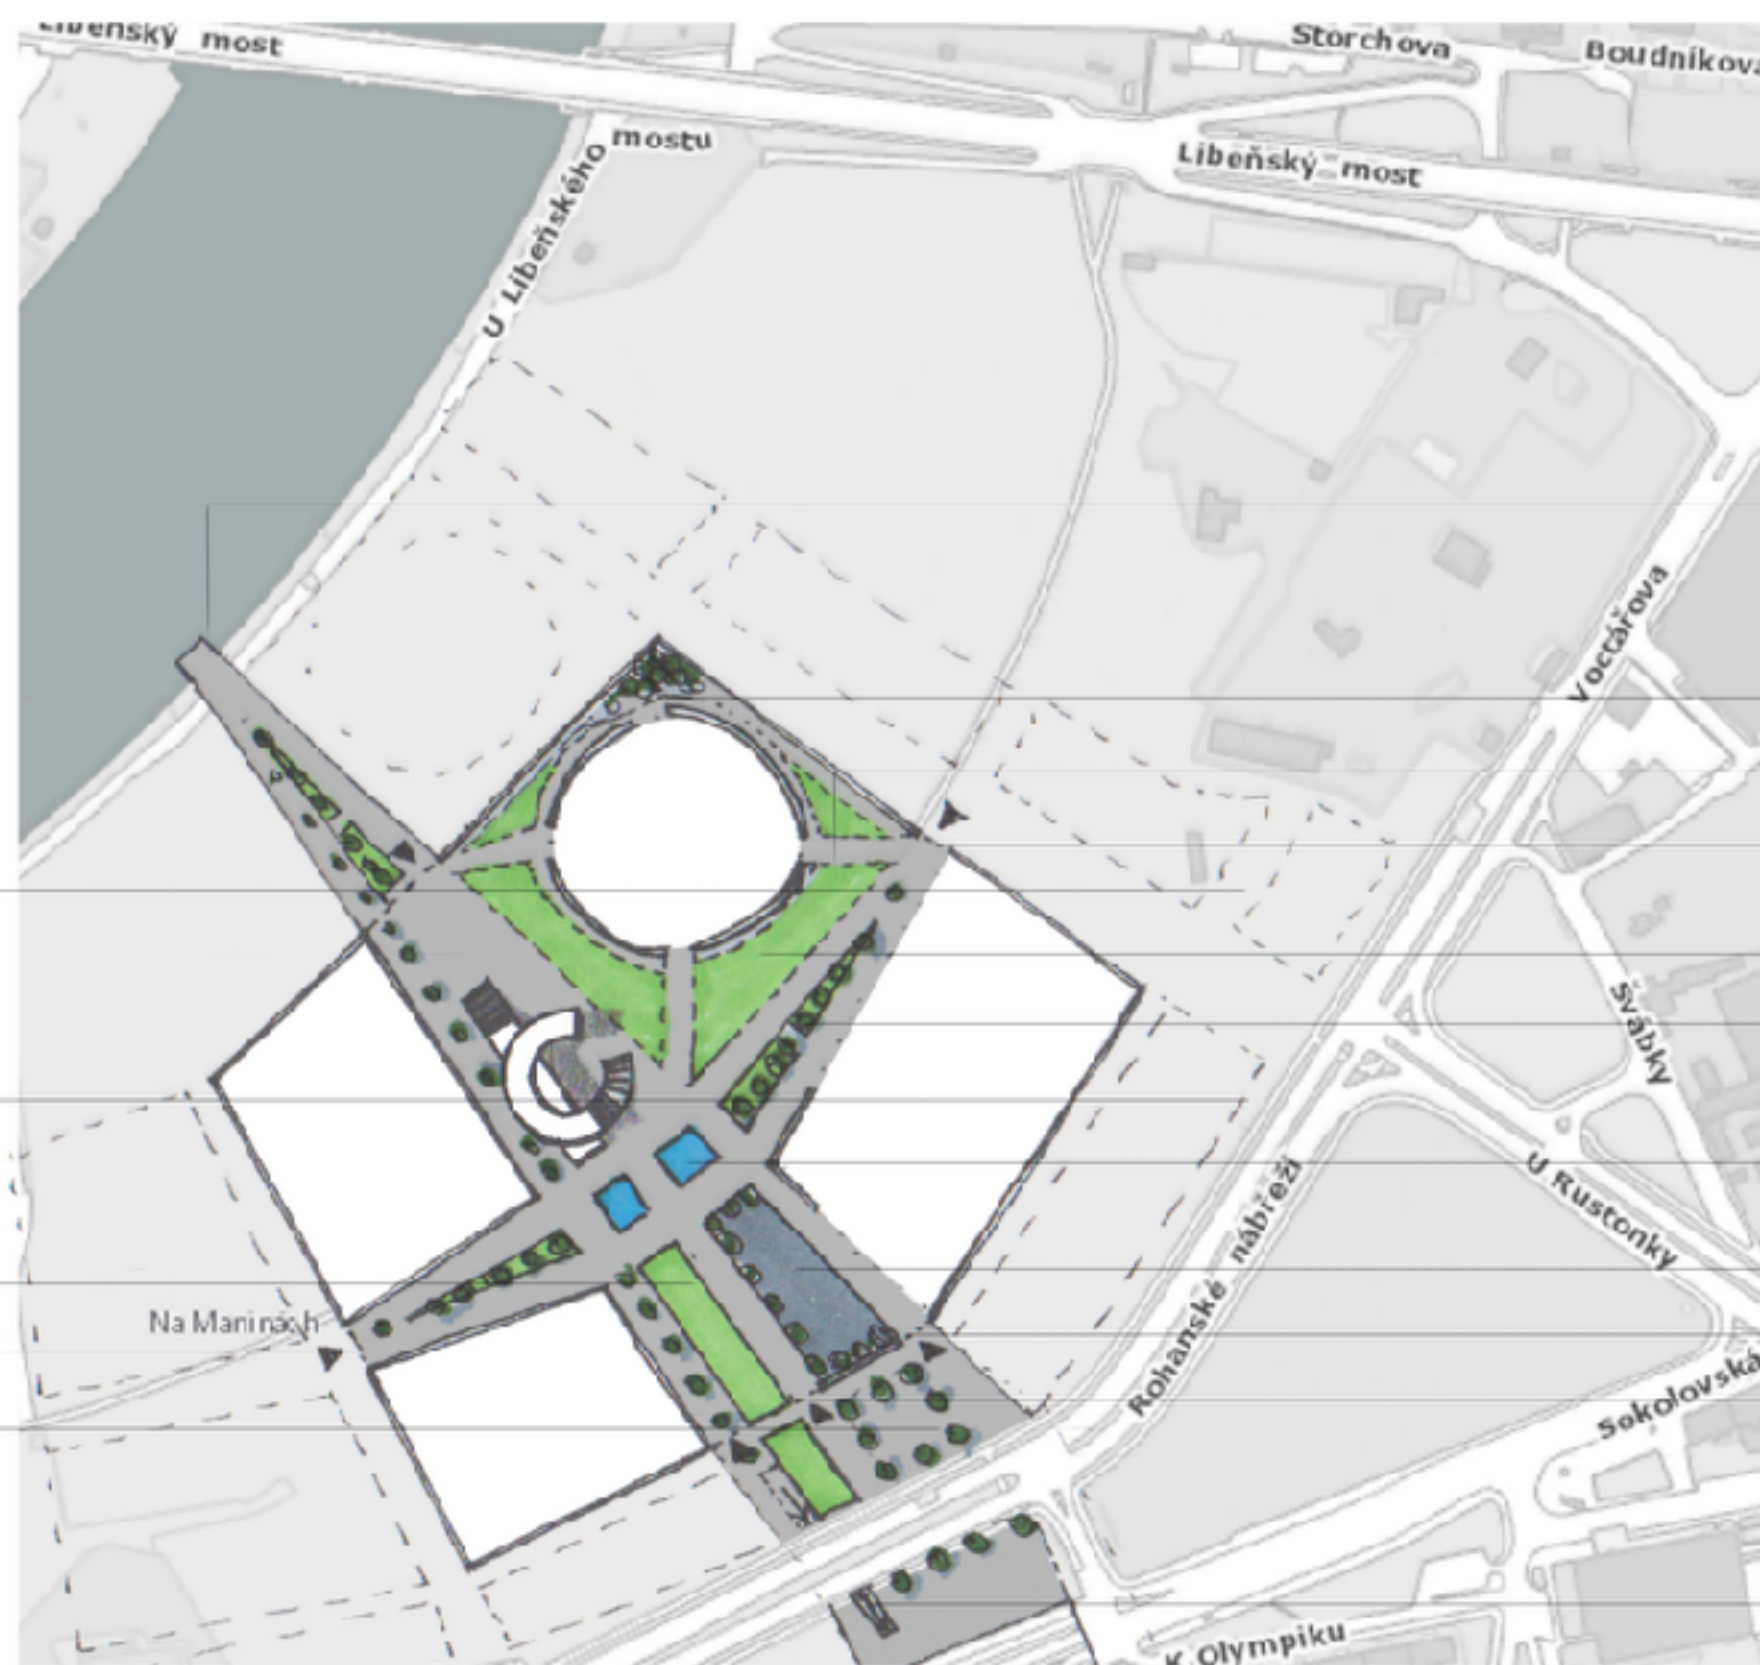 Libeňský most
Storchova
Boudníkova
U Libeňského mostu
Libeňský most
Voctářova
Švábky
U Rustonky
Rohanské nábřeží
Na Maninách
Sokolovská
K Olympiku